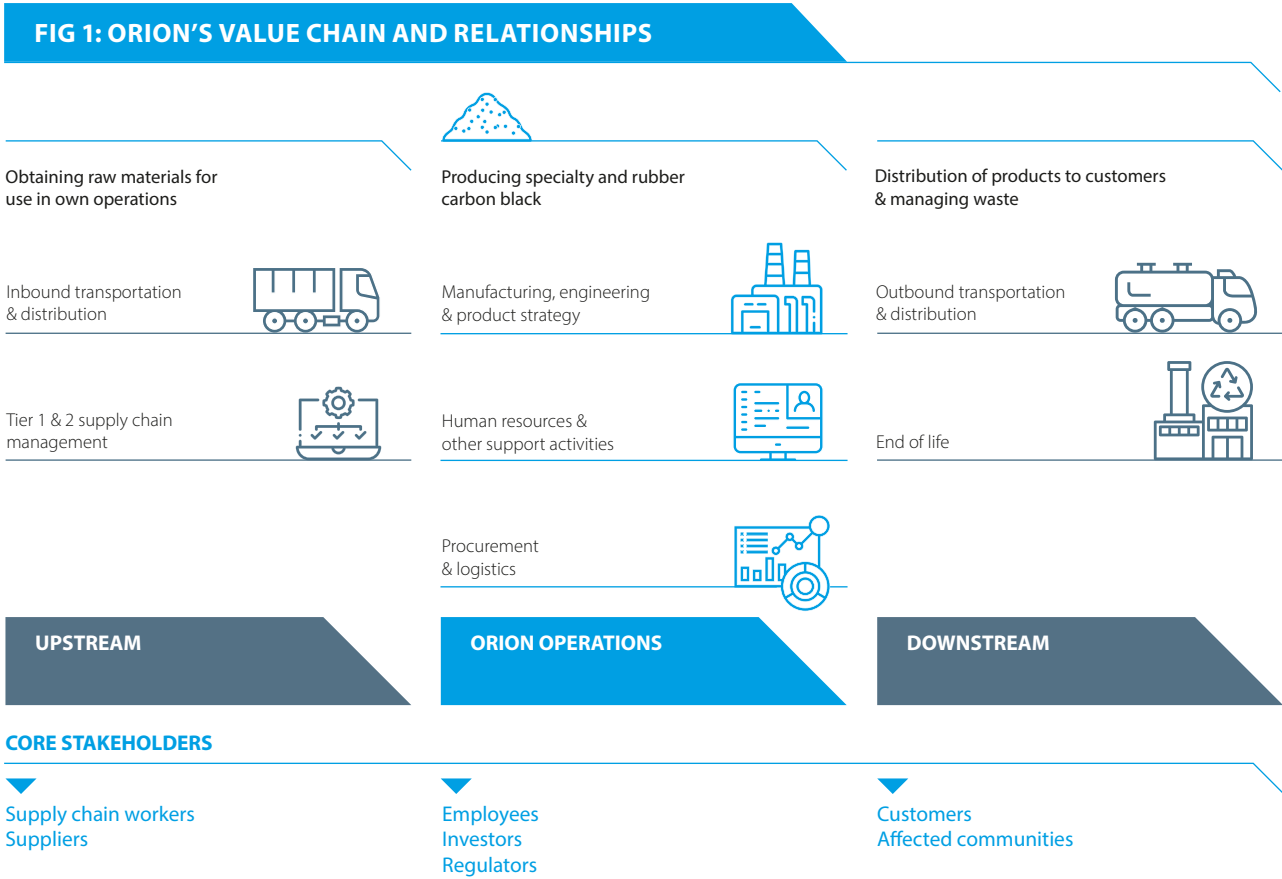 FIG 1: ORION'S VALUE CHAIN AND RELATIONSHIPS
Obtaining raw materials for
use in own operations
Inbound transportation
& distribution
Tier 1 & 2 supply chain
management
UPSTREAM
Producing specialty and rubber
carbon black
Manufacturing, engineering
& product strategy
Human resources &
other support activities
Procurement
& logistics
ORION OPERATIONS
Distribution of products to customers
& managing waste
Outbound transportation
& distribution
End of life
DOWNSTREAM
CORE STAKEHOLDERS
Supply chain workers
Suppliers
Employees
Investors
Regulators
Customers
Affected communities